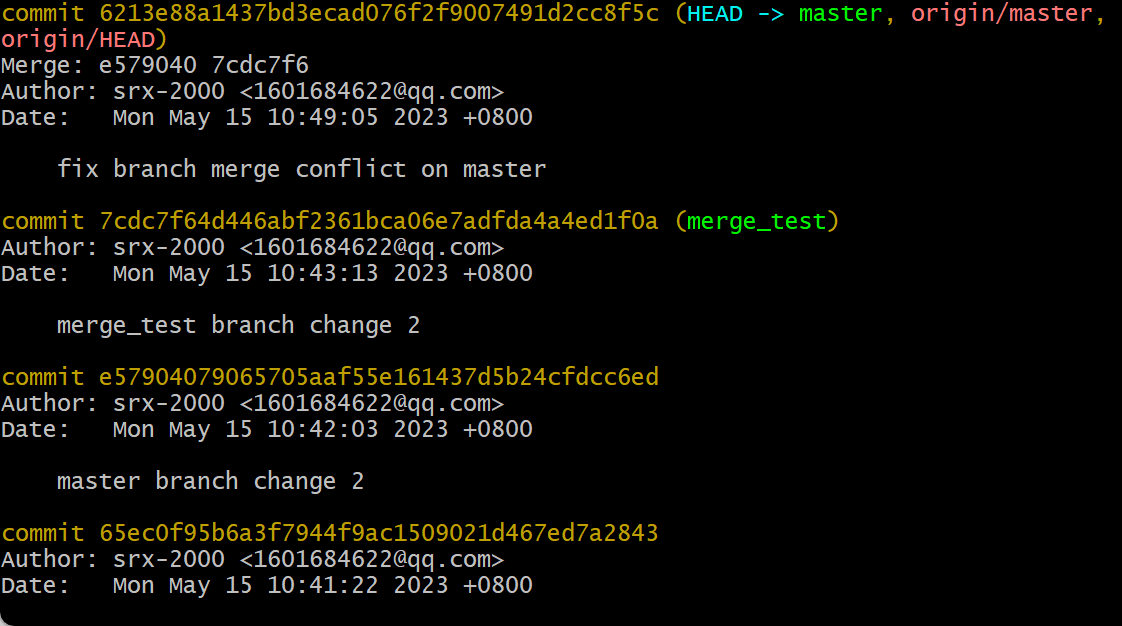 commit 6213e88a1437bd3ecad076f2f9007491d2cc8f5c (HEAD -> master, origin/master,
origin/HEAD)
Merge: e579040 7cdc7f6
Author: srx-2000 <1601684622@qq.com>
Date:   Mon May 15 10:49:05 2023 +0800
    fix branch merge conflict on master
commit 7cdc7f64d446abf2361bca06e7adfda4a4ed1f0a (merge_test)
Author: srx-2000 <1601684622@qq.com>
Date:   Mon May 15 10:43:13 2023 +0800
    merge_test branch change 2
commit e57904079065705aaf55e161437d5b24cfdcc6ed
Author: srx-2000 <1601684622@qq.com>
Date:   Mon May 15 10:42:03 2023 +0800
    master branch change 2
commit 65ec0f95b6a3f7944f9ac1509021d467ed7a2843
Author: srx-2000 <1601684622@qq.com>
Date:   Mon May 15 10:41:22 2023 +0800